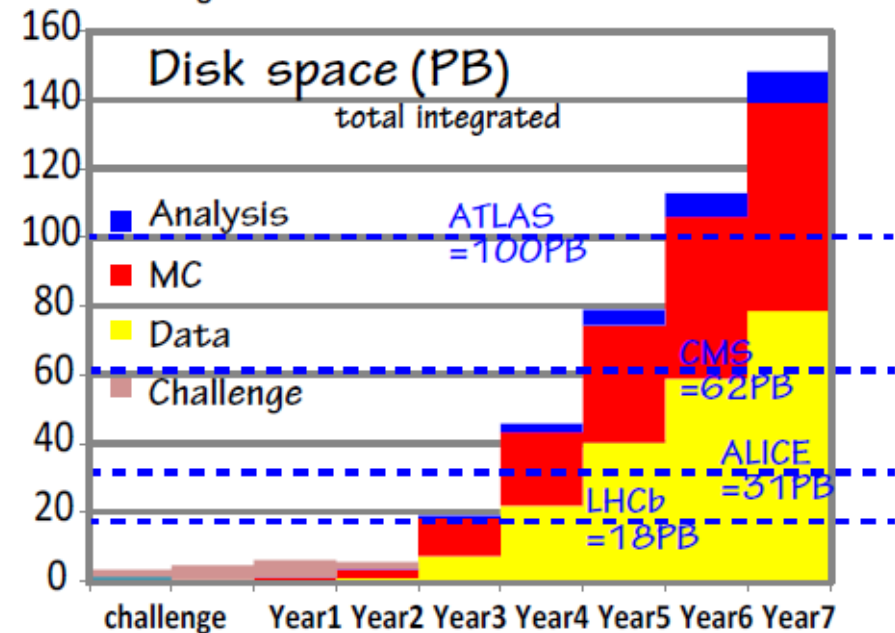 160
Disk space (PB)
140
total integrated
120
Analysis
ATLAS
100
=100PB
MC
80
Data
CMS
60
=62PB
Challenge
40
ALICE
=31PB
LHCb
20
=18PB
0
challenge Year1 Year2 Year3 Year4 Year5 Year6 Year7